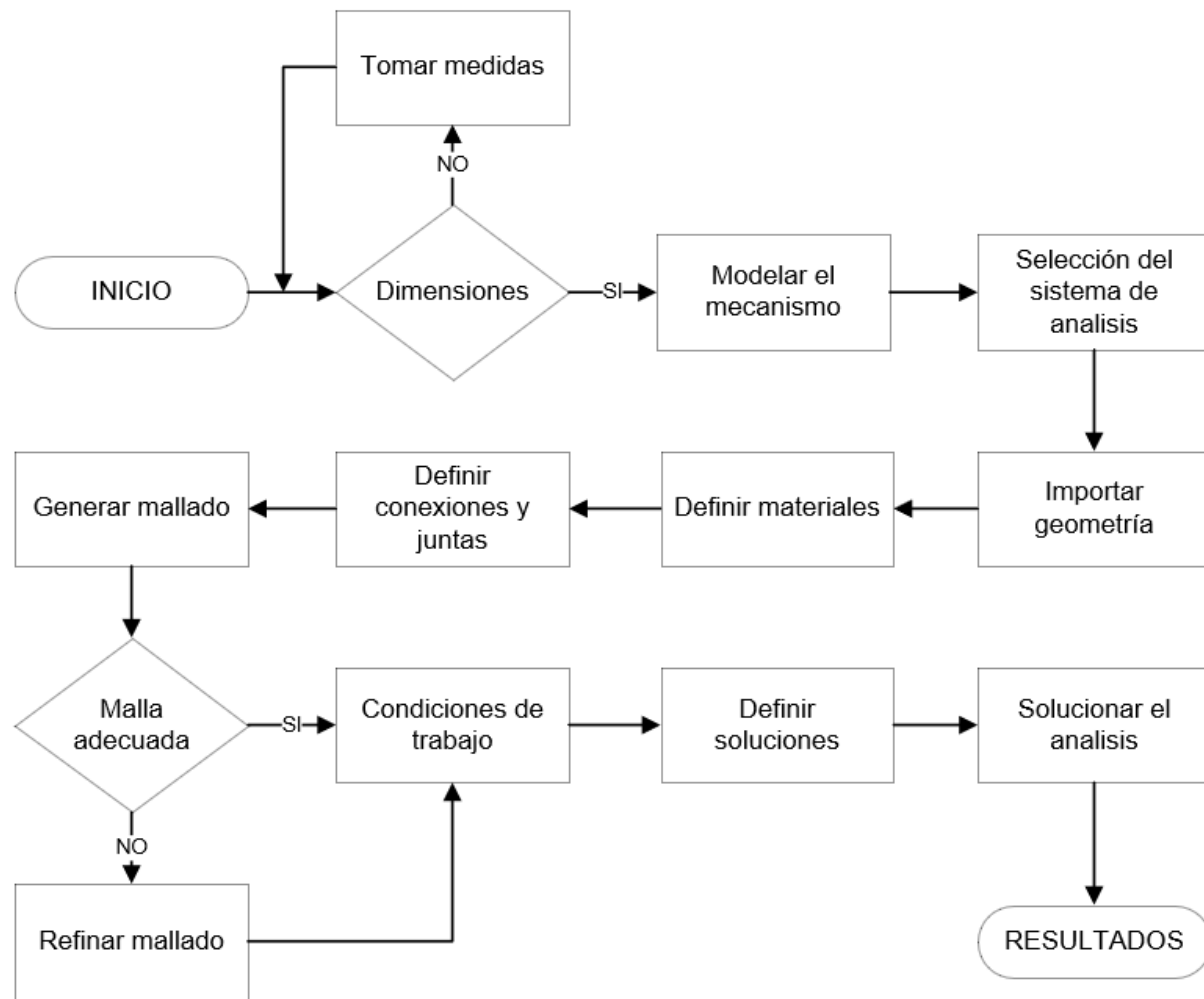 Tomar medidas
NO
INICIO
Dimensiones
SI
Modelar el
mecanismo
Selección del
sistema de
analisis
Generar mallado
Definir
conexiones y
juntas
Definir materiales
Importar
geometría
Malla
adecuada
SI
Condiciones de
trabajo
Definir
soluciones
Solucionar el
analisis
NO
Refinar mallado
RESULTADOS